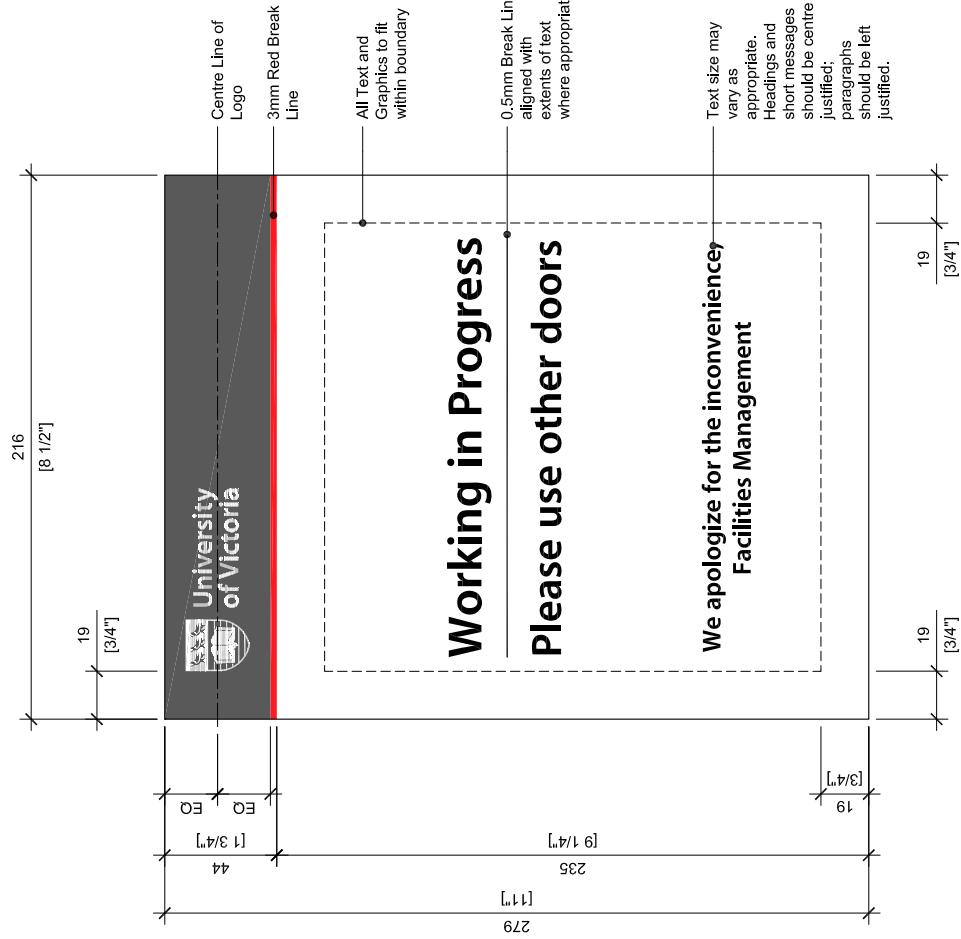 216
[8 1/2"]
19
[3/4"]
University
of Victoria
Centre Line of
Logo
3mm Red Break
Line
All Text and
Graphics to fit
within boundary
Working in Progress
0.5mm Break Lin
aligned with
extents of text
where appropriat
Please use other doors
We apologize for the inconvenience,
Facilities Management
Text size may
vary as
appropriate.
Headings and
short messages
should be centre
justified;
paragraphs
should be left
justified.
19
[3/4"]
19
[3/4"]
EQ
EQ
[1 3/4"]
44
[9 1/4"]
235
[3/4"]
19
[11"]
279